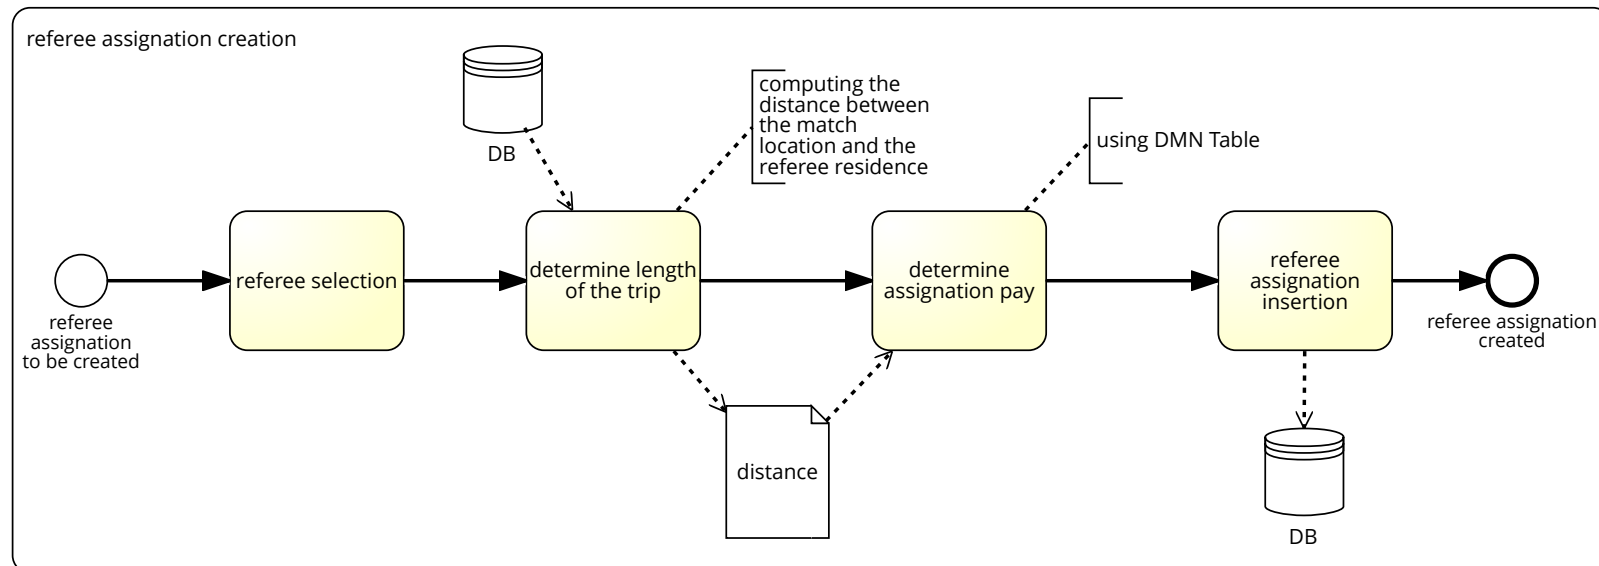 referee assignation creation
DB
computing the
distance between
the match
location and the
referee residence
using DMN Table
referee
assignation
to be created
referee selection
determine length
of the trip
determine
assignation pay
referee
assignation
insertion
referee assignation
created
distance
DB